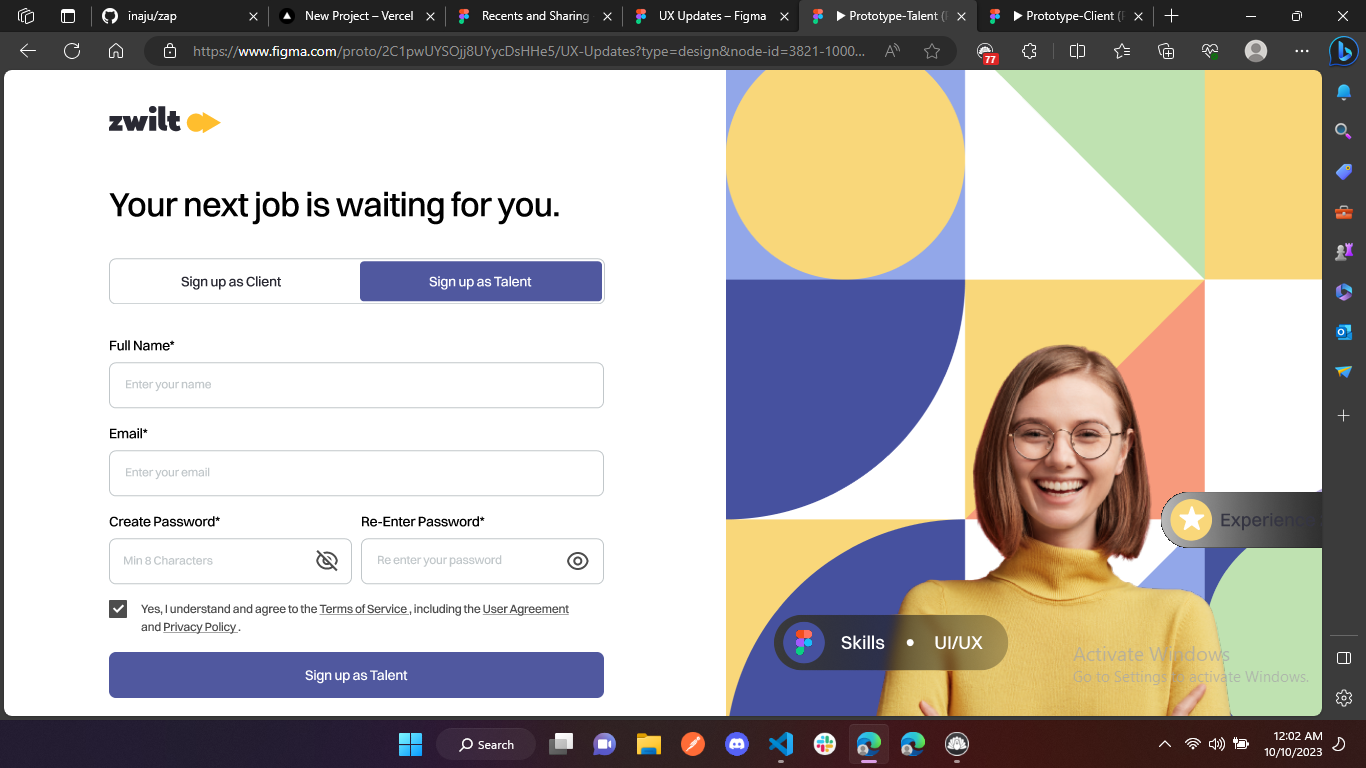 inaju/zap
New Project – Vercel
Recents and Sharing
UX Updates – Figma
Prototype-Talent (
Prototype-Client (
https://www.figma.com/proto/2C1pwUYSOjj8UYycDsHHe5/UX-Updates?type=design&node-id=3821-1000...
77
zwilt
Your next job is waiting for you.
Sign up as Client
Sign up as Talent
Full Name*
Enter your name
Email*
Enter your email
Create Password*
Re-Enter Password*
Min 8 Characters
Re enter your password
Yes, I understand and agree to the Terms of Service , including the User Agreement
and Privacy Policy .
Sign up as Talent
Experience
Skills • UI/UX
Activate Windows
Go to Settings to activate Windows.
Search
12:02 AM
10/10/2023